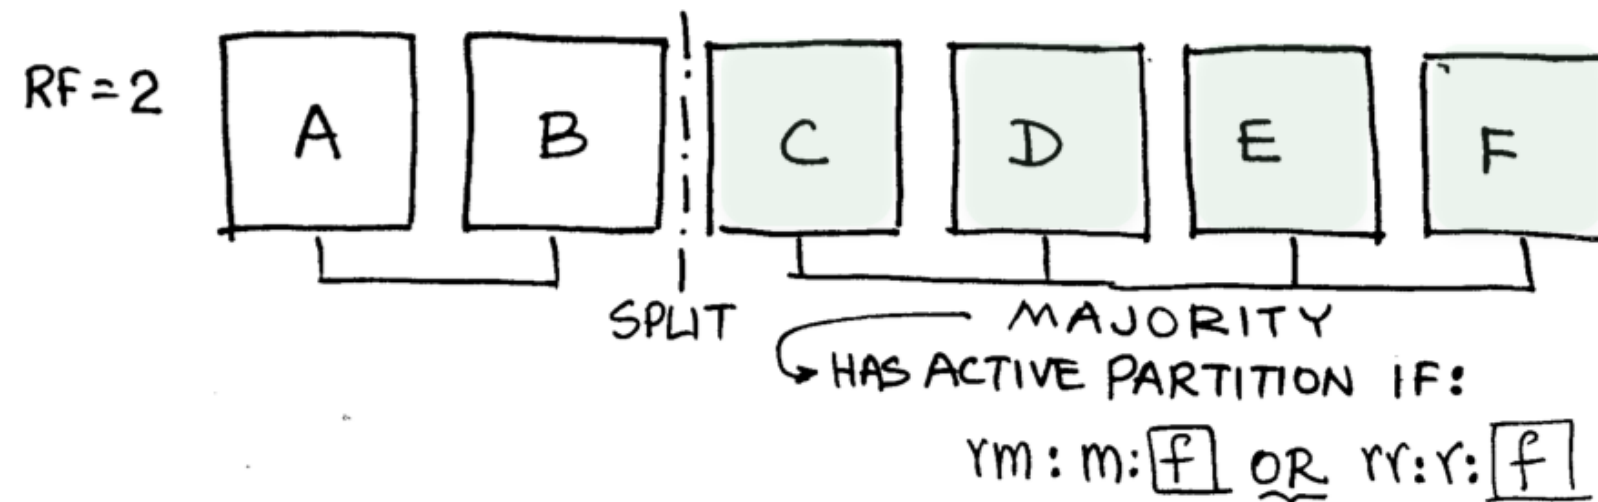 RF=2
A B C D E F
SPLIT MAJORITY
HAS ACTIVE PARTITION IF:
rm:m:f OR rr:r:f